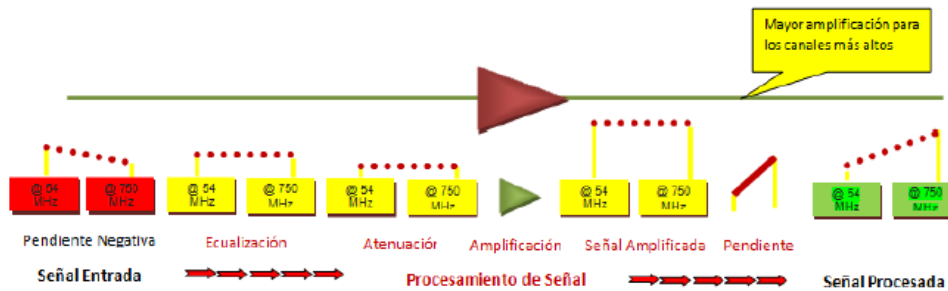 Mayor amplificación para
los canales más altos
@ 54
MHz
@ 750
MHz
@ 54
MHz
@ 750
MHz
@ 54
MHz
@ 750
MHz
@ 54
MHz
@ 750
MHz
@ 54
MHz
@ 750
MHz
Pendiente Negativa
Ecualización
Atenuación
Amplificación
Señal Amplificada
Pendiente
Señal Entrada
Procesamiento de Señal
Señal Procesada